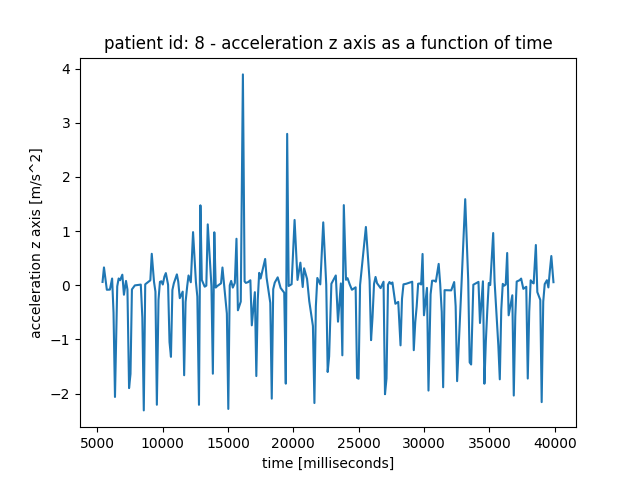 patient id: 8 - acceleration z axis as a function of time
4
3
2
1
0
−1
−2
acceleration z axis [m/s^2]
5000 10000 15000 20000 25000 30000 35000 40000
time [milliseconds]